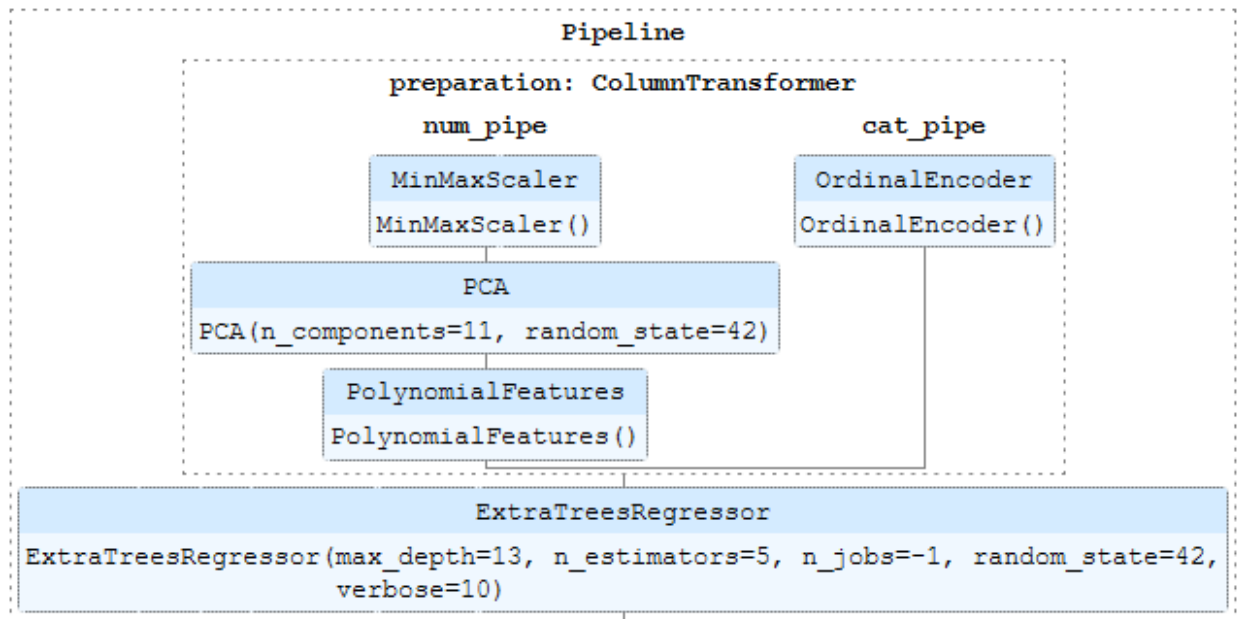 Pipeline
preparation: ColumnTransformer
num_pipe
cat_pipe
MinMaxScaler
OrdinalEncoder
MinMaxScaler()
OrdinalEncoder()
PCA
PCA(n_components=11, random_state=42)
PolynomialFeatures
PolynomialFeatures()
ExtraTreesRegressor
ExtraTreesRegressor(max_depth=13, n_estimators=5, n_jobs=-1, random_state=42,
verbose=10)